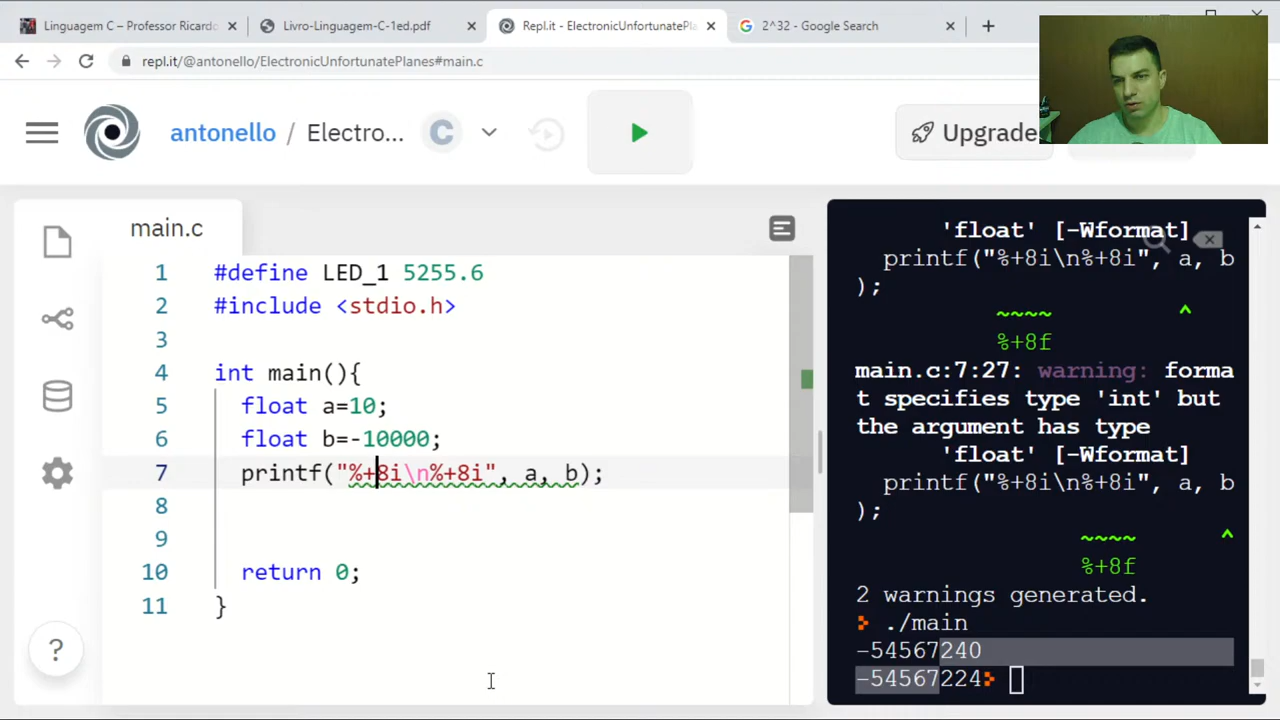 Linguagem C – Professor Ricardo
Livro-Linguagem-C-1ed.pdf
Repl.it - ElectronicUnfortunatePla
2^32 - Google Search
repl.it/@antonello/ElectronicUnfortunatePlanes#main.c
antonello / Electro... C
Upgrade
main.c
1 #define LED_1 5255.6
2 #include <stdio.h>
3
4 int main(){
5 float a=10;
6 float b=-10000;
7 printf("%+8i\n%+8i", a, b);
8
9
10 return 0;
11 }
?
'float' [-Wformat]
printf("%+8i\n%+8i", a, b
);
~~~~ ^
%+8f
main.c:7:27: warning: forma
t specifies type 'int' but
the argument has type
'float' [-Wformat]
printf("%+8i\n%+8i", a, b
);
~~~~ ^
%+8f
2 warnings generated.
./main
-54567240
-54567224